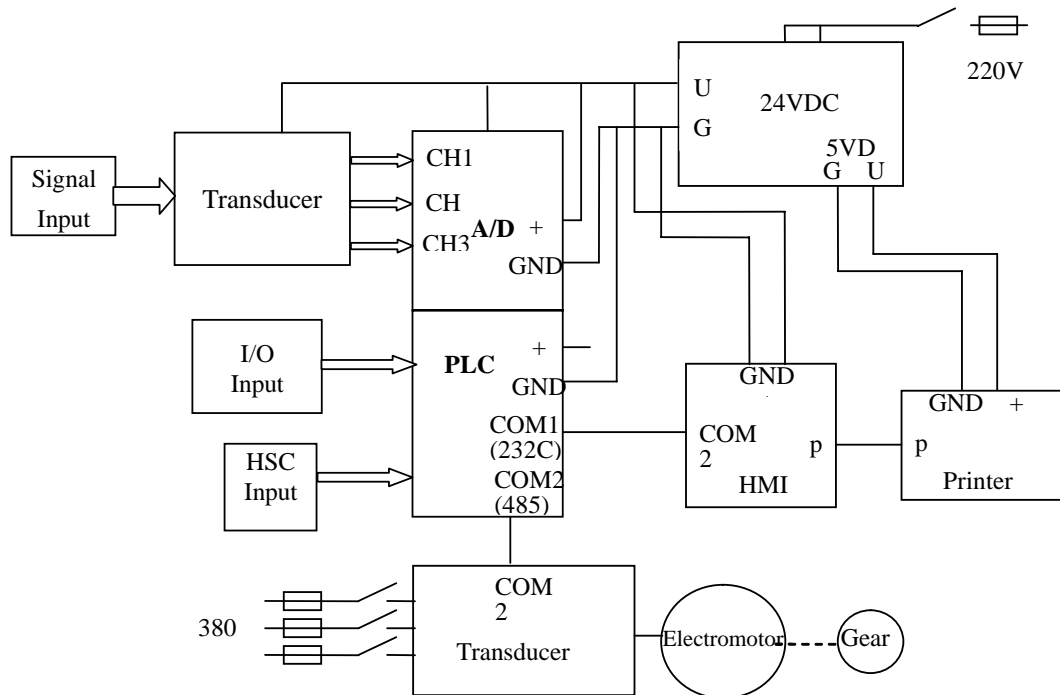 220V
U
24VDC
G
5VD
G U
Signal
Input
Transducer
CH1
CH
CH3
A/D +
GND
I/O
Input
PLC
+
GND
COM1
(232C)
COM2
(485)
HSC
Input
GND
COM
2
p
HMI
GND +
p
Printer
380
COM
2
Transducer
Electromotor
Gear